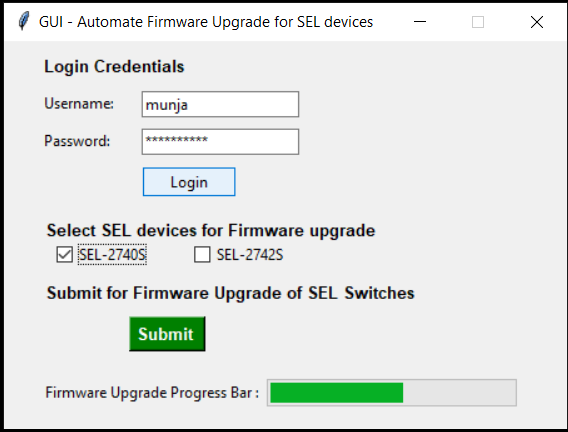 GUI - Automate Firmware Upgrade for SEL devices
Login Credentials
Username: munja
Password: **********
Login
Select SEL devices for Firmware upgrade
SEL-2740S SEL-2742S
Submit for Firmware Upgrade of SEL Switches
Submit
Firmware Upgrade Progress Bar :